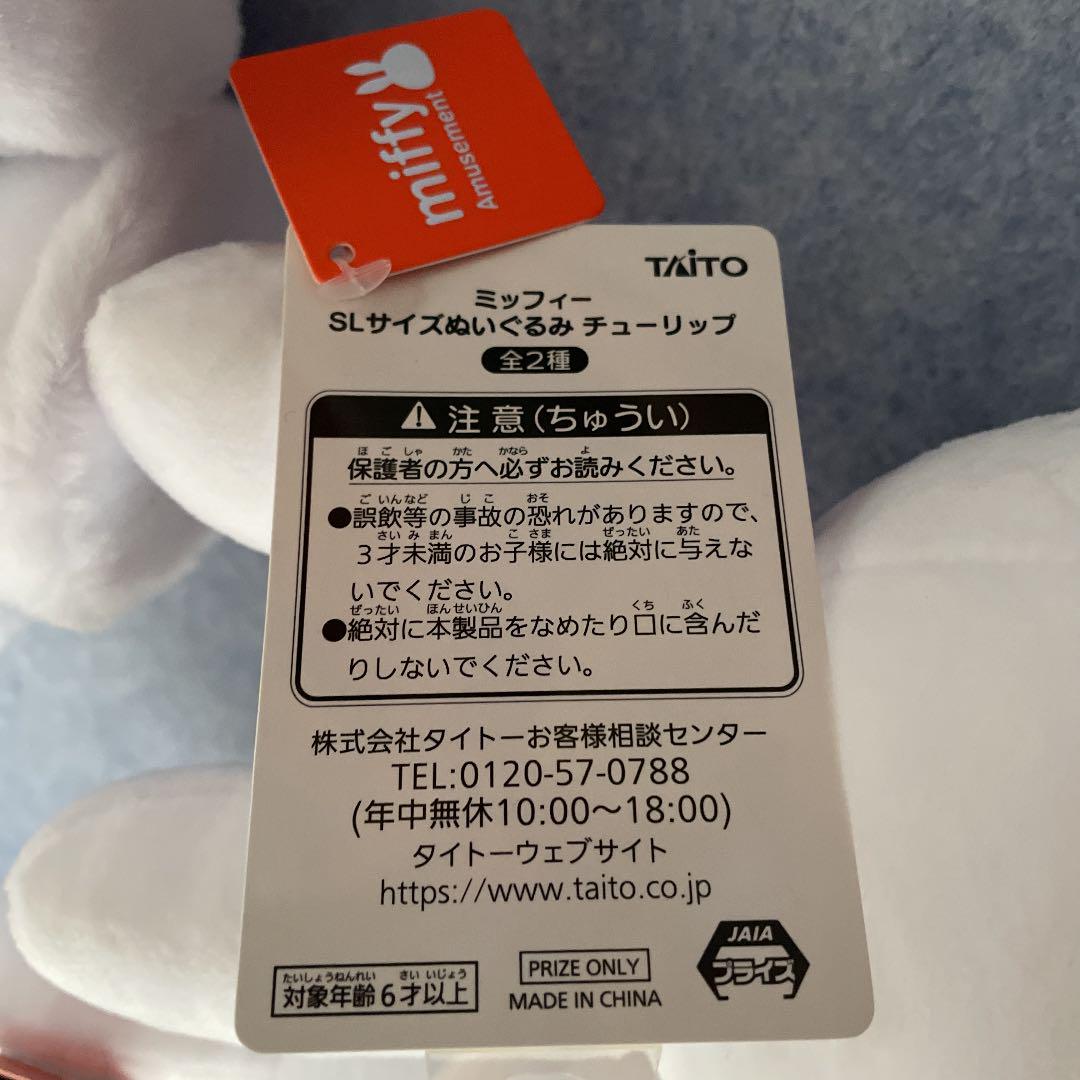 miffy
Amusement
TAITO
ミッフィー
SLサイズぬいぐるみ チューリップ
全2種
注意(ちゅうい)
ほごしゃ かた かなら よ
保護者の方へ必ずお読みください。
ごいんなど じこ おそ
●誤飲等の事故の恐れがありますので、
さいみまん こさま ぜったい あた
3才未満のお子様には絶対に与えな
いでください。
ぜったい ほんせいひん くち ふく
●絶対に本製品をなめたり口に含んだ
りしないでください。
株式会社タイトーお客様相談センター
TEL:0120-57-0788
(年中無休10:00〜18:00)
タイトーウェブサイト
https://www.taito.co.jp
たいしょうねんれい さい いじょう
対象年齢6才以上
PRIZE ONLY
MADE IN CHINA
JAIA
プライズ